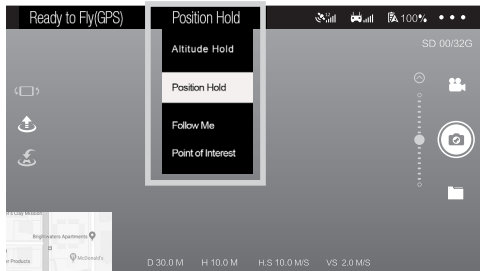 Ready to Fly(GPS) Position Hold 100%
SD 00/32G
Altitude Hold
Position Hold
Follow Me
Point of Interest
Brightwaters Apartments
McDonald's
Products
D 30.0 M H 10.0 M H.S 10.0 M/S VS 2.0 M/S